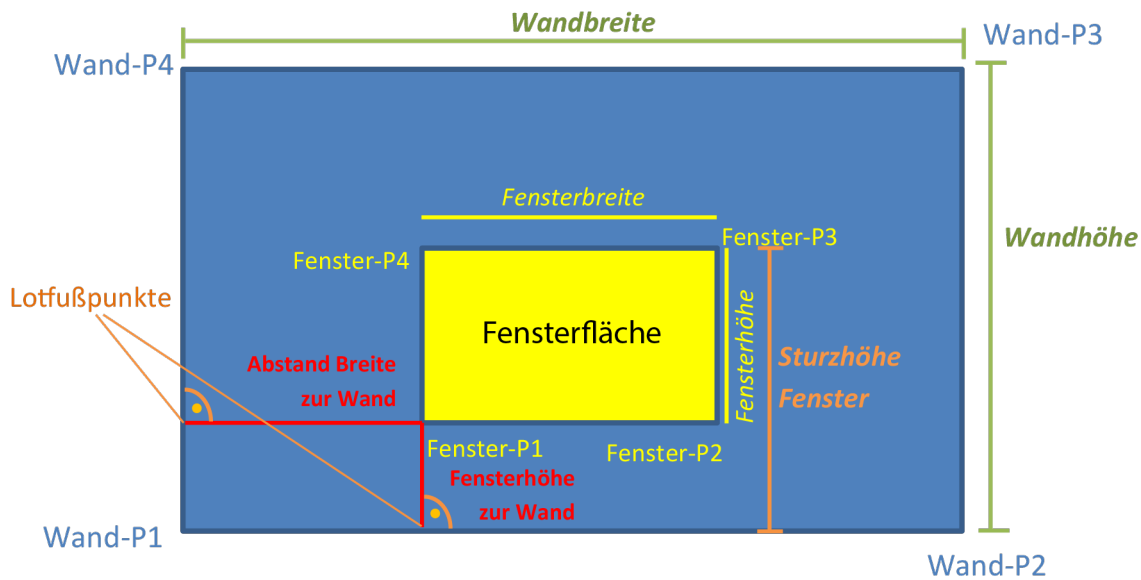 Wandbreite
Wand-P3
Wand-P4
Fensterbreite
Wandhöhe
Fenster-P3
Fenster-P4
Lotfußpunkte
Fensterfläche
Fensterhöhe
Abstand Breite
zur Wand
Sturzhöhe
Fenster
Fenster-P1
Fenster-P2
Fensterhöhe
zur Wand
Wand-P1
Wand-P2